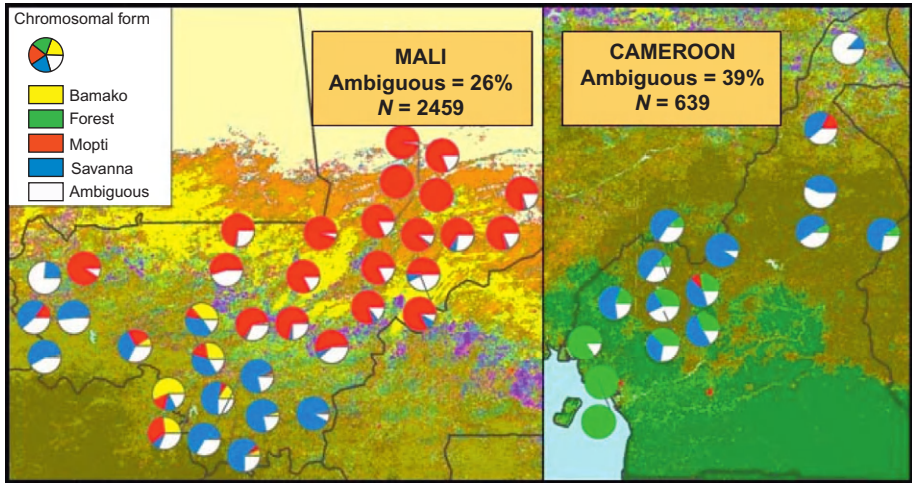 Chromosomal form
Bamako
Forest
Mopti
Savanna
Ambiguous
MALI
Ambiguous = 26%
N = 2459
CAMEROON
Ambiguous = 39%
N = 639